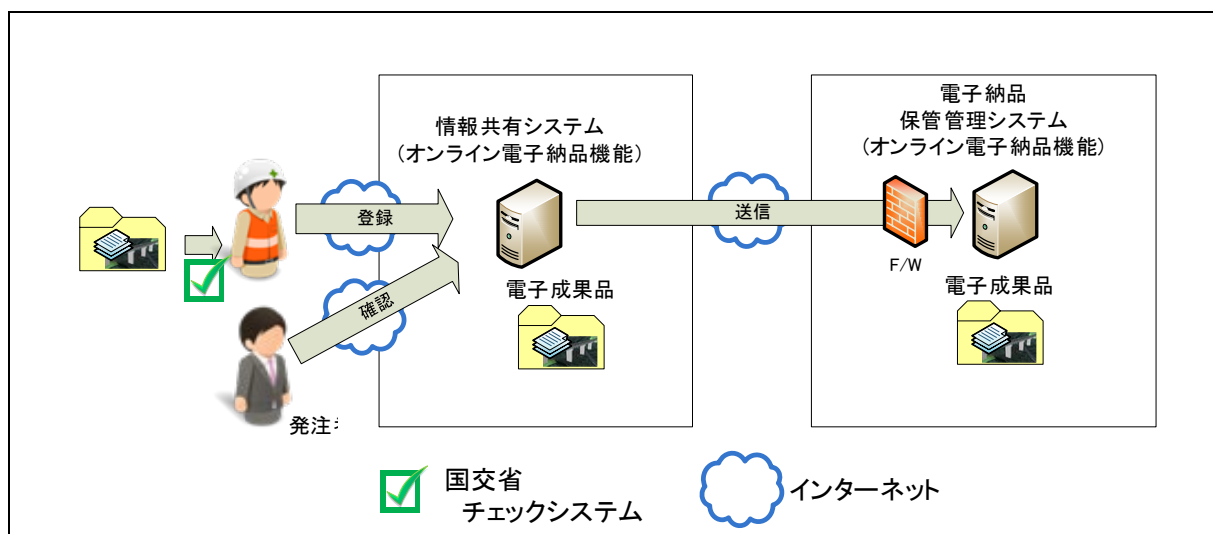 情報共有システム
(オンライン電子納品機能)
電子納品
保管管理システム
(オンライン電子納品機能)
登録
送信
F/W
確認
電子成果品
電子成果品
国交省
チェックシステム
インターネット